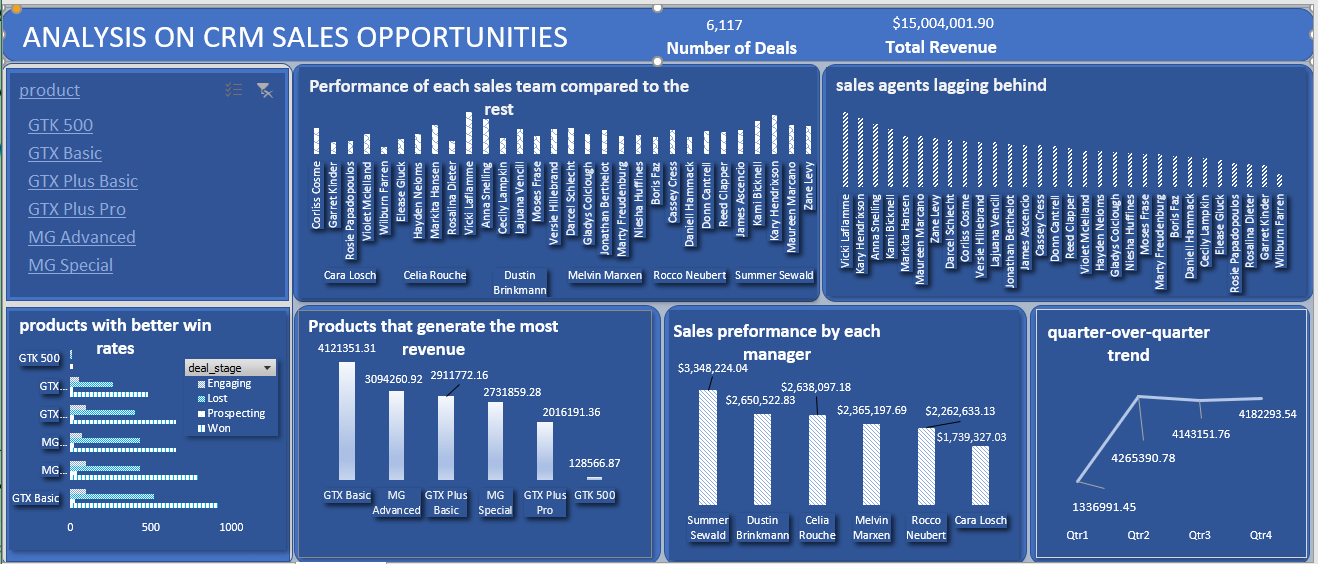 ANALYSIS ON CRM SALES OPPORTUNITIES
6,117
Number of Deals
$15,004,001.90
Total Revenue
product
GTK 500
GTX Basic
GTX Plus Basic
GTX Plus Pro
MG Advanced
MG Special
Performance of each sales team compared to the
rest
Corliss Cosme
Garret Kinder
Rosie Papadopoulos
Violet Mclelland
Wilburn Farren
Elease Gluck
Hayden Neloms
Markita Hansen
Rosalina Dieter
Vicki Laflamme
Anna Snelling
Cecily Lampkin
Lajuana Vencill
Moses Frase
Versie Hillebrand
Darcel Schlecht
Gladys Colclough
Jonathan Berthelot
Marty Freudenburg
Niesha Huffines
Boris Faz
Cassey Cress
Daniell Hammack
Donn Cantrell
Reed Clapper
James Ascencio
Kami Bicknell
Kary Hendrixson
Maureen Marcano
Zane Levy
Cara Losch
Celia Rouche
Dustin
Brinkmann
Melvin Marxen
Rocco Neubert
Summer Sewald
sales agents lagging behind
Vicki Laflamme
Kary Hendrixson
Anna Snelling
Kami Bicknell
Markita Hansen
Maureen Marcano
Zane Levy
Darcel Schlecht
Corliss Cosme
Versie Hillebrand
Lajuana Vencill
Jonathan Berthelot
James Ascencio
Cassey Cress
Donn Cantrell
Reed Clapper
Violet Mclelland
Hayden Neloms
Gladys Colclough
Niesha Huffines
Moses Frase
Marty Freudenburg
Boris Faz
Daniell Hammack
Cecily Lampkin
Elease Gluck
Rosie Papadopoulos
Rosalina Dieter
Garret Kinder
Wilburn Farren
products with better win
rates
GTK 500
GTX...
GTX...
MG...
MG...
GTX Basic
0
500
1000
deal_stage
Engaging
Lost
Prospecting
Won
Products that generate the most
revenue
4121351.31
3094260.92
2911772.16
2731859.28
2016191.36
128566.87
GTX Basic
MG
Advanced
GTX Plus
Basic
MG
Special
GTX Plus
Pro
GTK 500
Sales preformance by each
manager
$3,348,224.04
$2,650,522.83
$2,638,097.18
$2,365,197.69
$2,262,633.13
$1,739,327.03
Summer
Sewald
Dustin
Brinkmann
Celia
Rouche
Melvin
Marxen
Rocco
Neubert
Cara Losch
quarter-over-quarter
trend
1336991.45
4265390.78
4143151.76
4182293.54
Qtr1
Qtr2
Qtr3
Qtr4